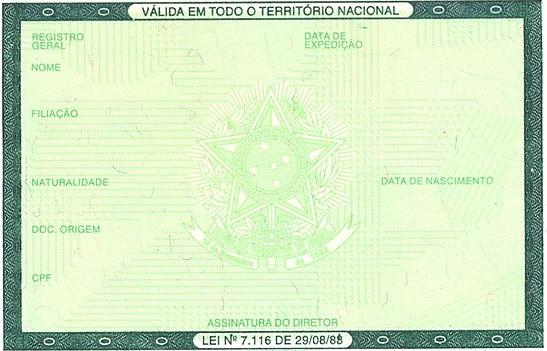 VÁLIDA EM TODO O TERRITÓRIO NACIONAL
REGISTRO
GERAL
DATA DE
EXPEDIÇÃO
NOME
FILIAÇÃO
NATURALIDADE
DATA DE NASCIMENTO
DOC. ORIGEM
CPF
ASSINATURA DO DIRETOR
LEI Nº 7.116 DE 29/08/83